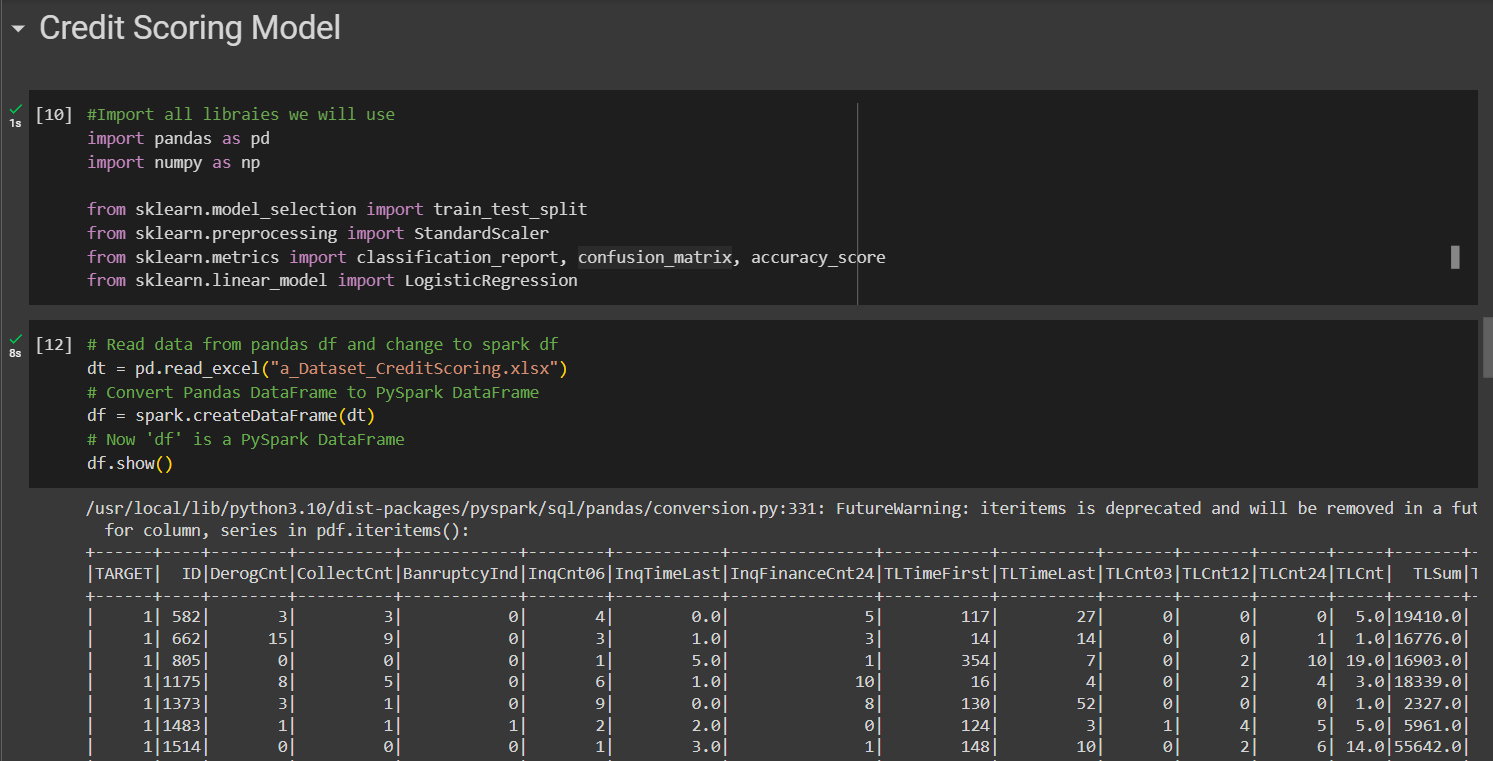 Credit Scoring Model
[10] #Import all libraies we will use
1s
import pandas as pd
import numpy as np
from sklearn.model_selection import train_test_split
from sklearn.preprocessing import StandardScaler
from sklearn.metrics import classification_report, confusion_matrix, accuracy_score
from sklearn.linear_model import LogisticRegression
[12] # Read data from pandas df and change to spark df
8s
dt = pd.read_excel("a_Dataset_CreditScoring.xlsx")
# Convert Pandas DataFrame to PySpark DataFrame
df = spark.createDataFrame(dt)
# Now 'df' is a PySpark DataFrame
df.show()
/usr/local/lib/python3.10/dist-packages/pyspark/sql/pandas/conversion.py:331: FutureWarning: iteritems is deprecated and will be removed in a fut
for column, series in pdf.iteritems():
+------+----+--------+----------+------------+--------+-----------+---------------+-----------+----------+-------+-------+-------+-----+-------+-
|TARGET|  ID|DerogCnt|CollectCnt|BanruptcyInd|InqCnt06|InqTimeLast|InqFinanceCnt24|TLTimeFirst|TLTimeLast|TLCnt03|TLCnt12|TLCnt24|TLCnt|  TLSum|T
+------+----+--------+----------+------------+--------+-----------+---------------+-----------+----------+-------+-------+-------+-----+-------+-
|     1| 582|       3|         3|           0|       4|        0.0|              5|        117|        27|      0|      0|      0|  5.0|19410.0|
|     1| 662|      15|         9|           0|       3|        1.0|              3|         14|        14|      0|      0|      1|  1.0|16776.0|
|     1| 805|       0|         0|           0|       1|        5.0|              1|        354|         7|      0|      2|     10| 19.0|16903.0|
|     1|1175|       8|         5|           0|       6|        1.0|             10|         16|         4|      0|      2|      4|  3.0|18339.0|
|     1|1373|       3|         1|           0|       9|        0.0|              8|        130|        52|      0|      0|      0|  1.0| 2327.0|
|     1|1483|       1|         1|           1|       2|        2.0|              0|        124|         3|      1|      4|      5|  5.0| 5961.0|
|     1|1514|       0|         0|           0|       1|        3.0|              1|        148|        10|      0|      2|      6| 14.0|55642.0|